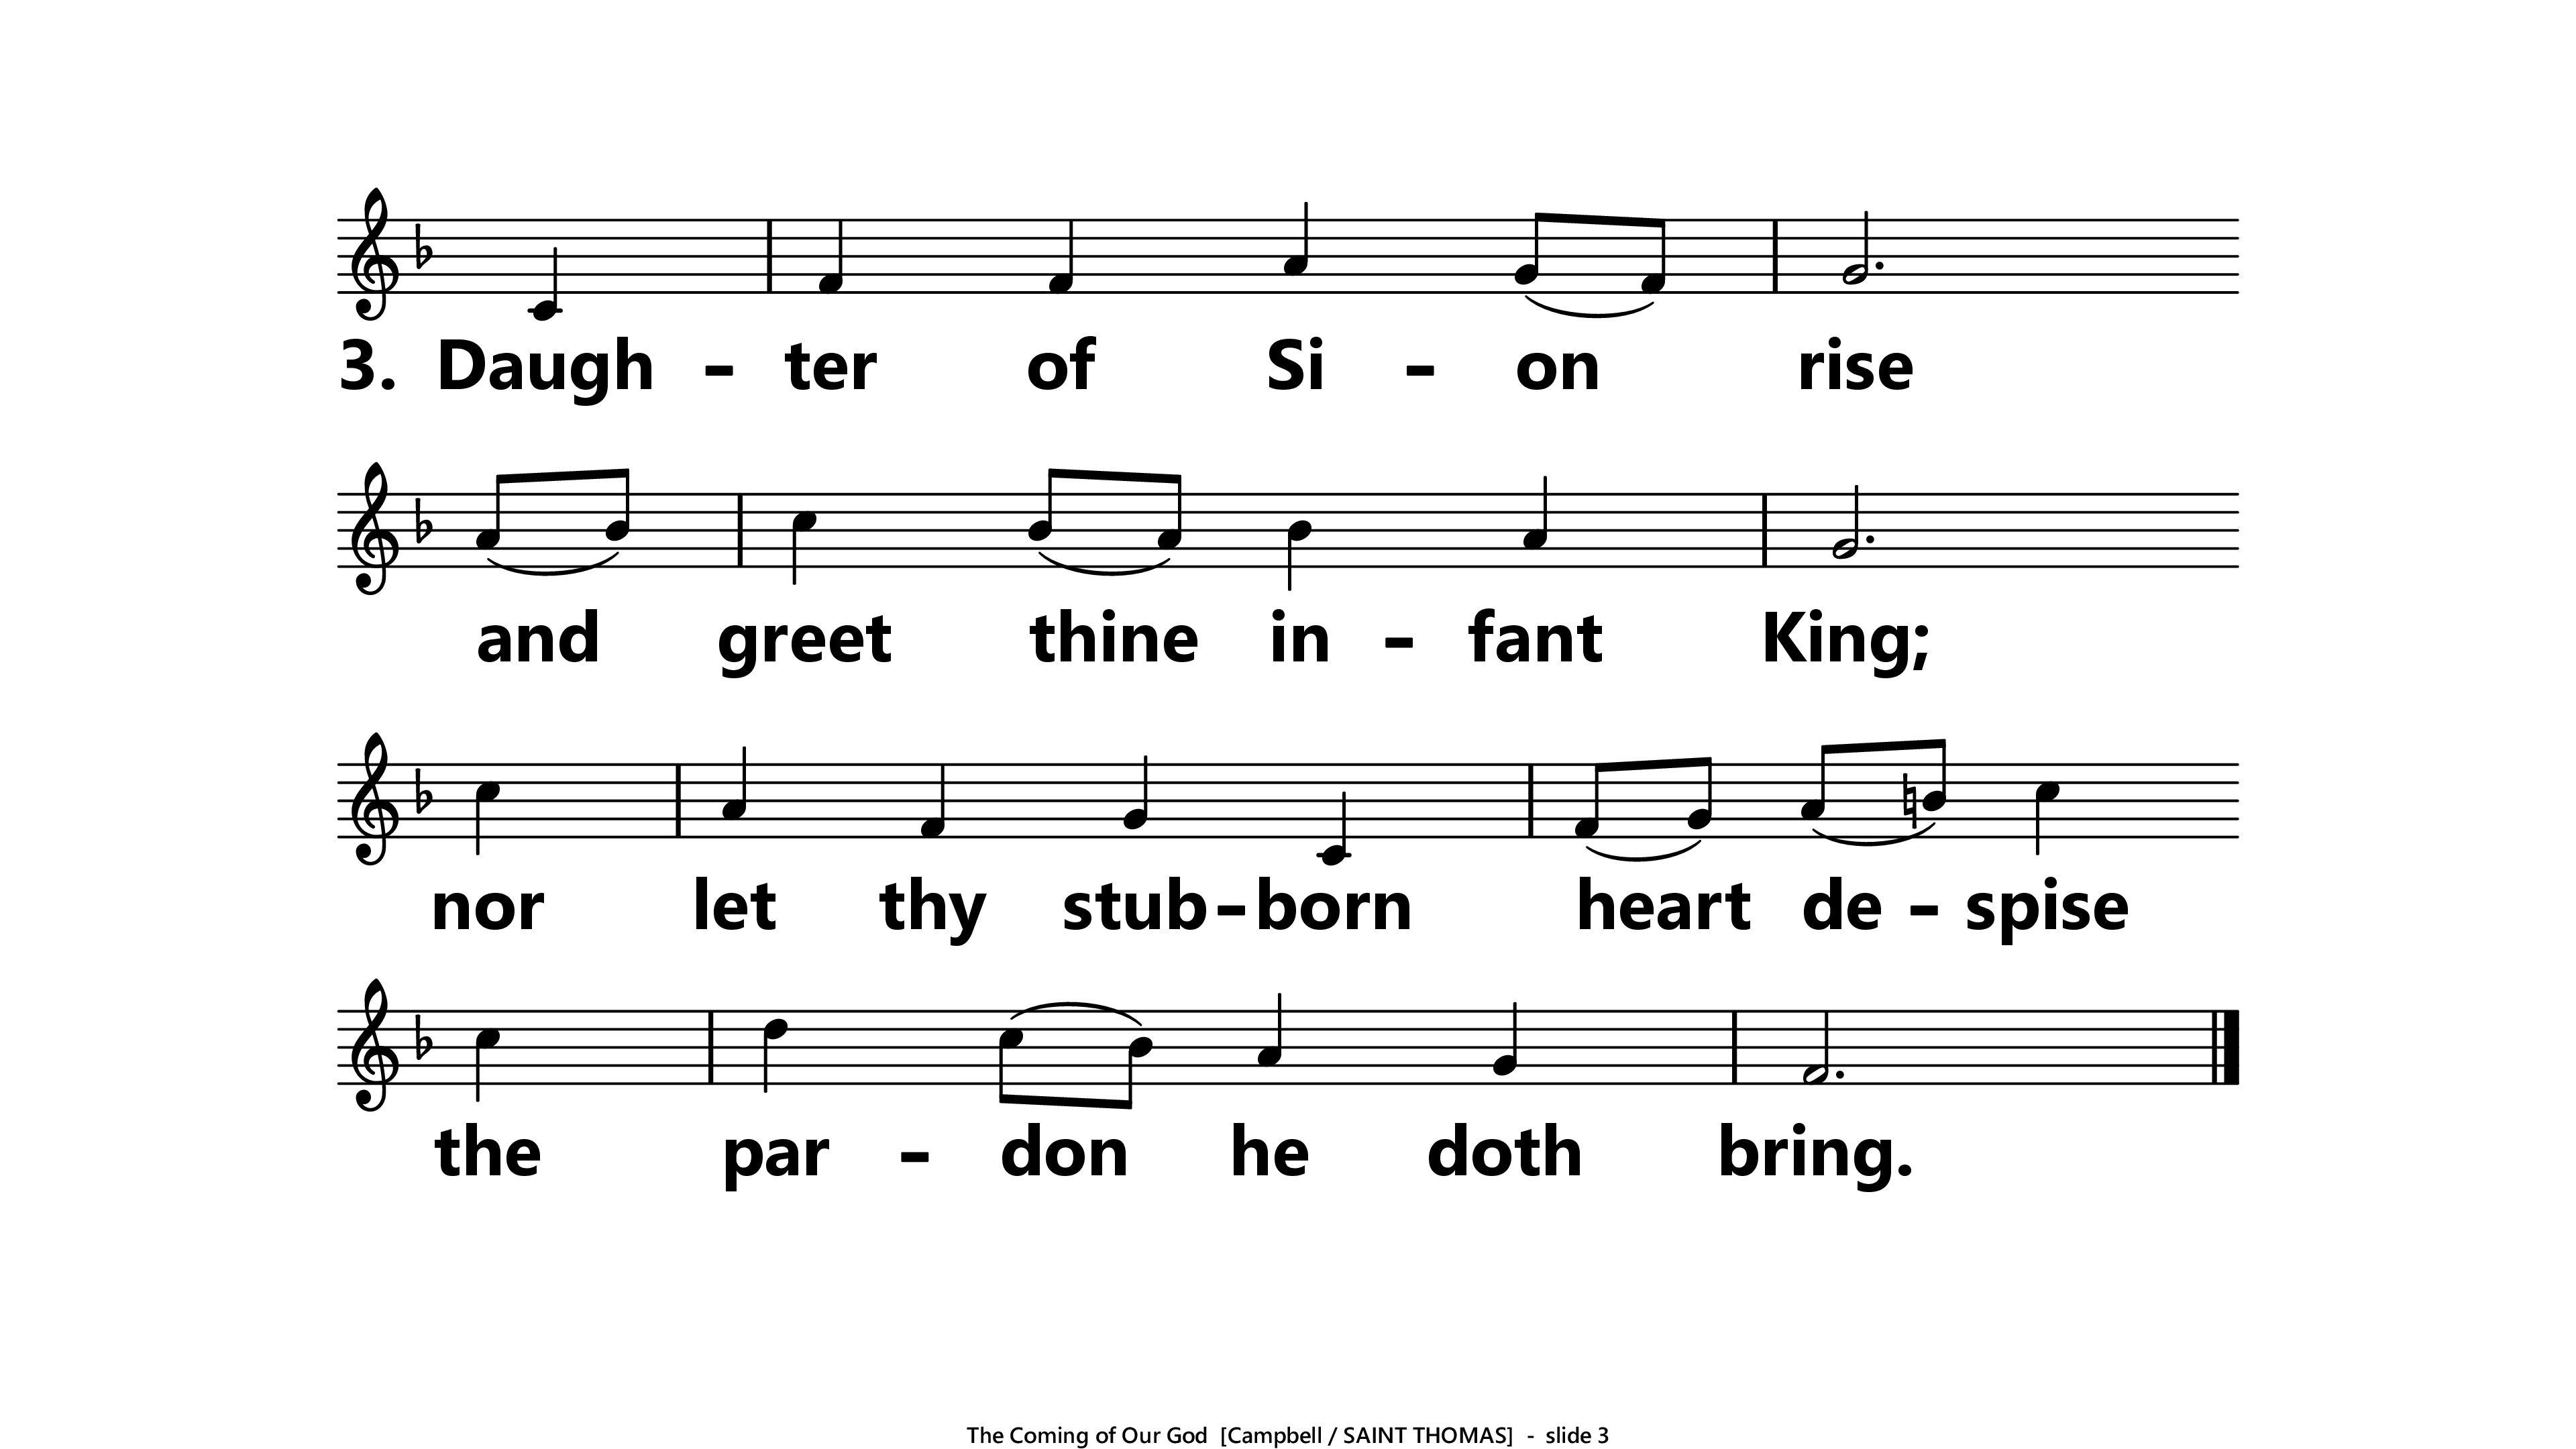 3. Daugh - ter of Si - on rise
and greet thine in - fant King;
nor let thy stub - born heart de - spise
the par - don he doth bring.
The Coming of Our God [Campbell / SAINT THOMAS] - slide 3